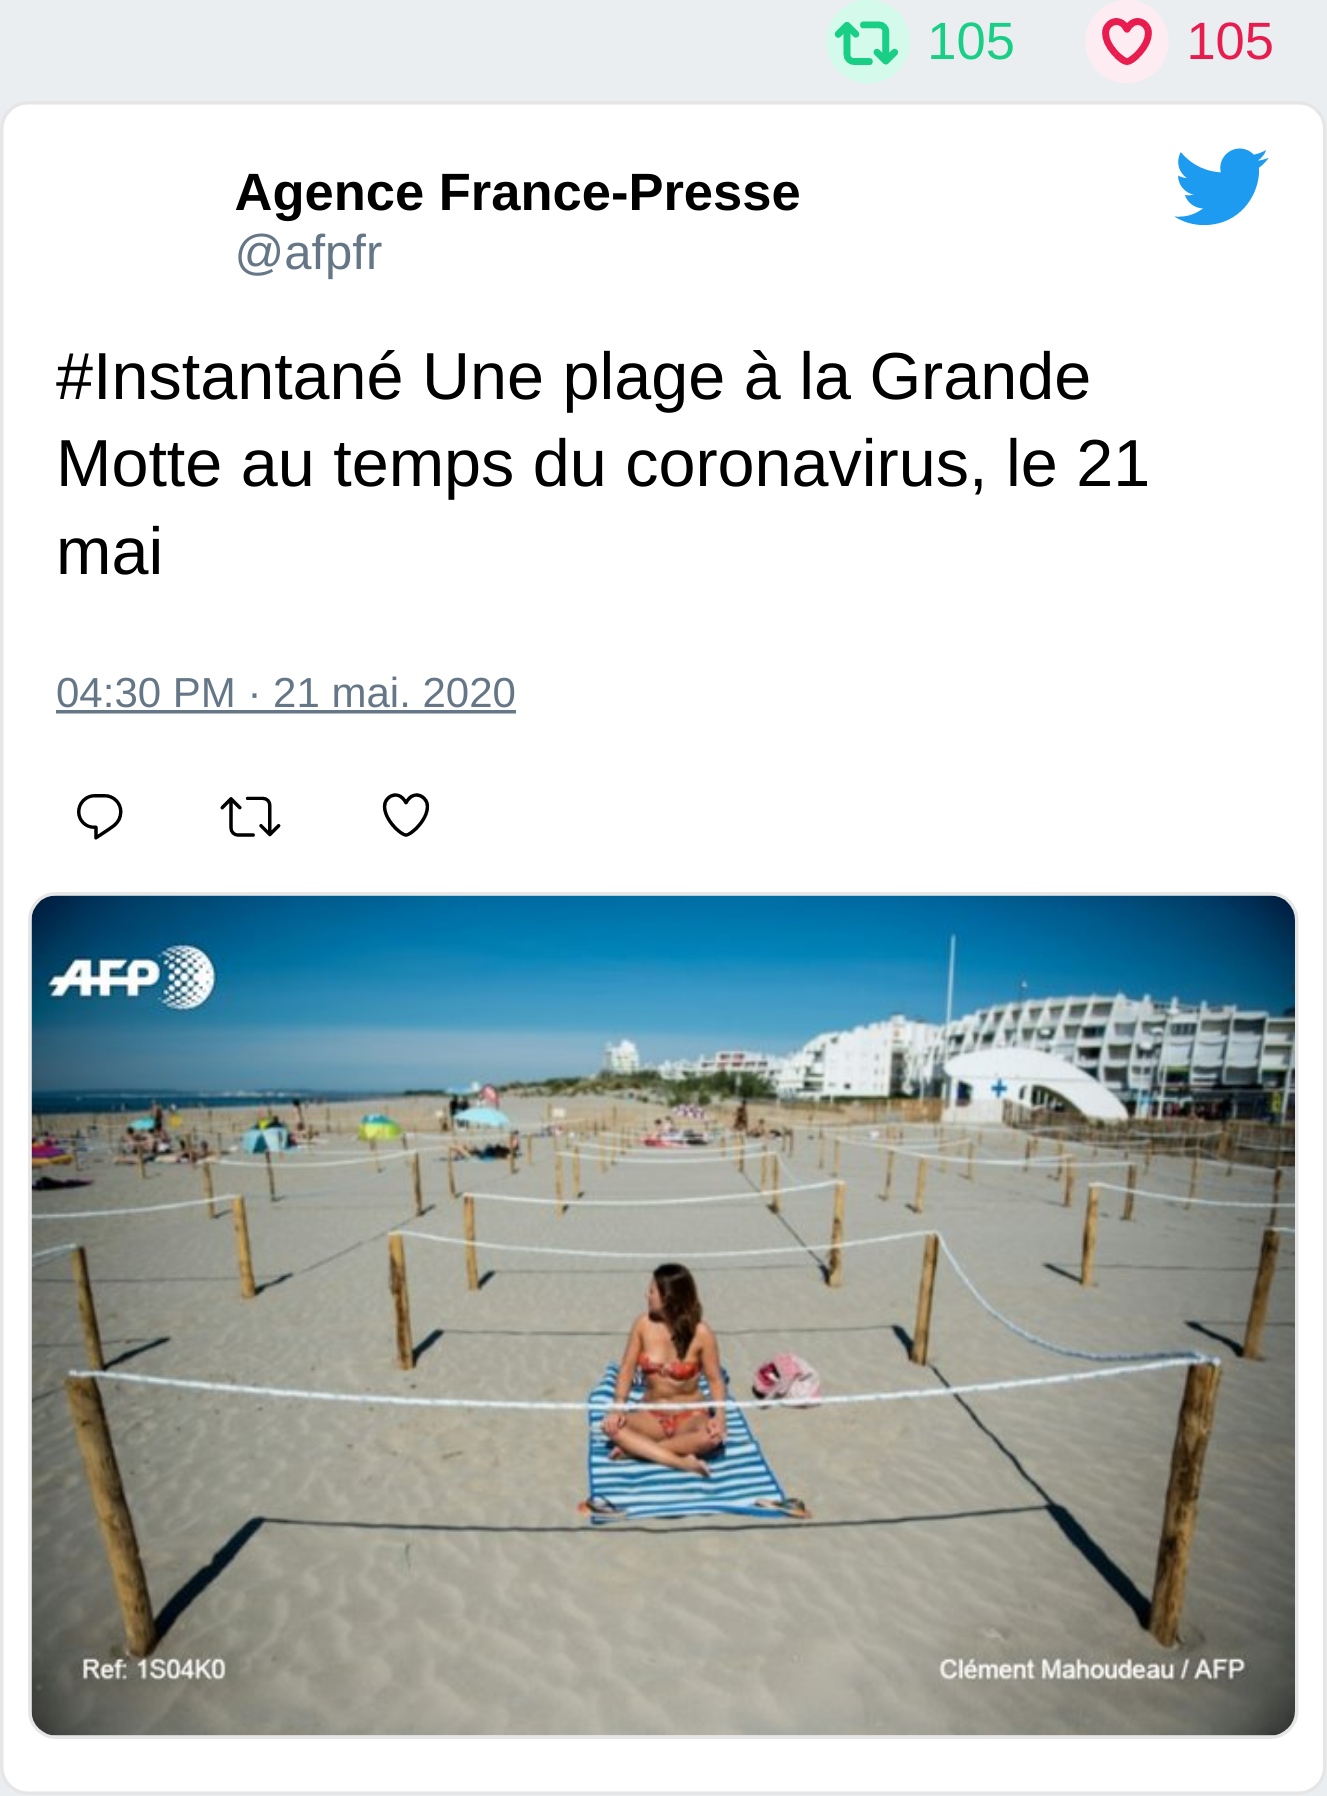 105 105
Agence France-Presse
@afpfr
#Instantané Une plage à la Grande
Motte au temps du coronavirus, le 21
mai
04:30 PM · 21 mai. 2020
AFP
Ref: 1S04K0
Clément Mahoudeau / AFP